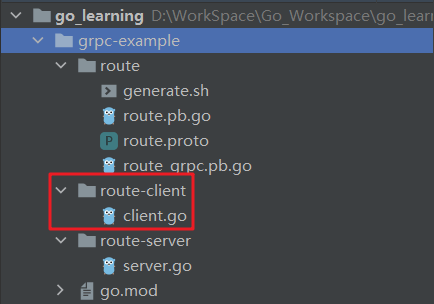 go_learning D:\WorkSpace\Go_Workspace\go_learn
grpc-example
route
generate.sh
route.pb.go
route.proto
route_grpc.pb.go
route-client
client.go
route-server
server.go
go.mod